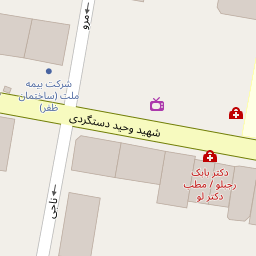 مرو
شرکت بیمه
ملت (ساختمان
ظفر)
شهید وحید دستگردی
دکتر بابک
رجبلو / مطب
دکتر لو
ناجی